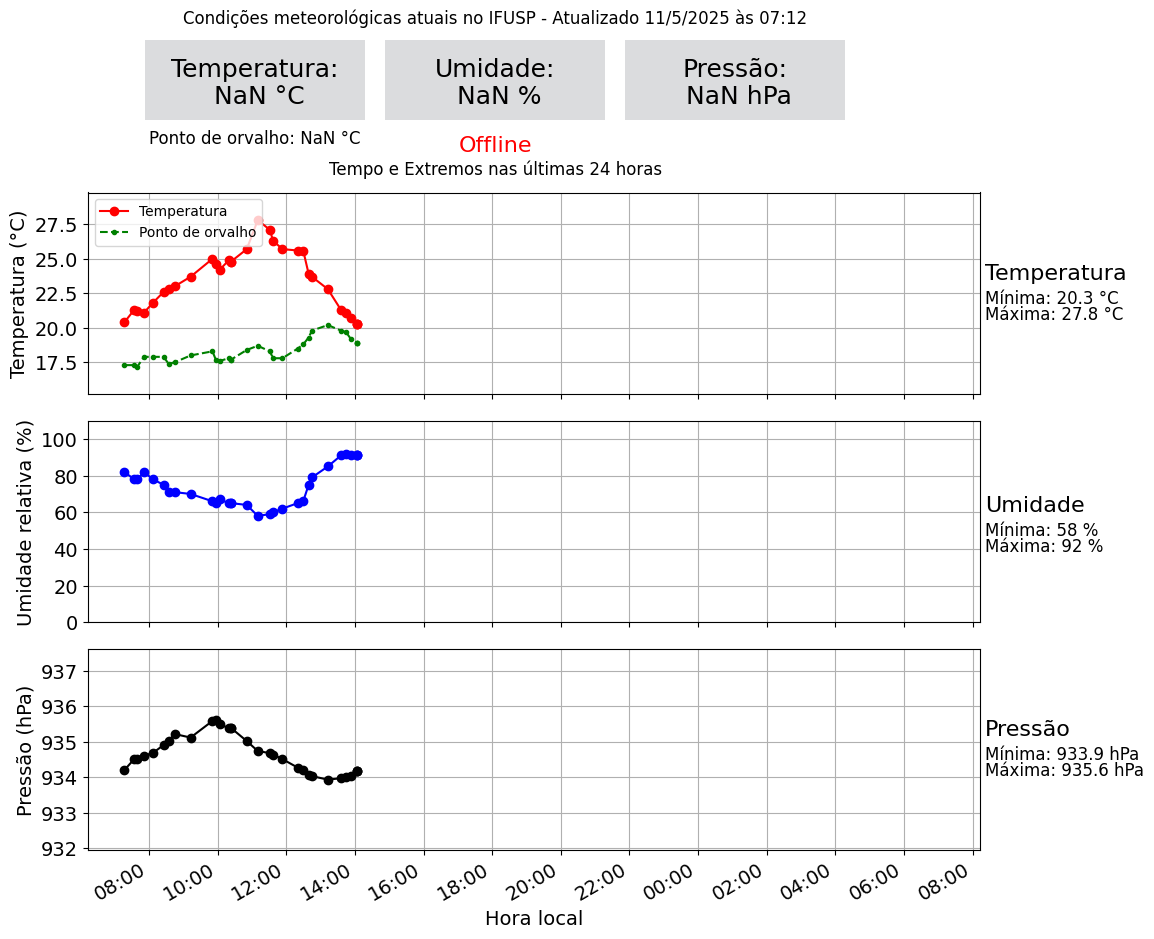 Condições meteorológicas atuais no IFUSP - Atualizado 11/5/2025 às 07:12
Temperatura:
NaN °C
Umidade:
NaN %
Pressão:
NaN hPa
Ponto de orvalho: NaN °C
Offline
Tempo e Extremos nas últimas 24 horas
Temperatura (°C)
27.5
25.0
22.5
20.0
17.5
Temperatura
Ponto de orvalho
Temperatura
Mínima: 20.3 °C
Máxima: 27.8 °C
Umidade relativa (%)
100
80
60
40
20
0
Umidade
Mínima: 58 %
Máxima: 92 %
Pressão (hPa)
937
936
935
934
933
932
Pressão
Mínima: 933.9 hPa
Máxima: 935.6 hPa
08:00
10:00
12:00
14:00
16:00
18:00
20:00
22:00
00:00
02:00
04:00
06:00
08:00
Hora local